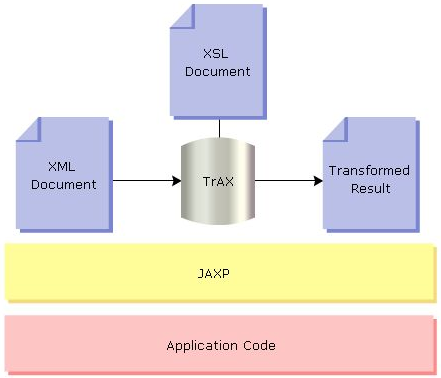 XSL
Document
XML
Document
TrAX
Transformed
Result
JAXP
Application Code